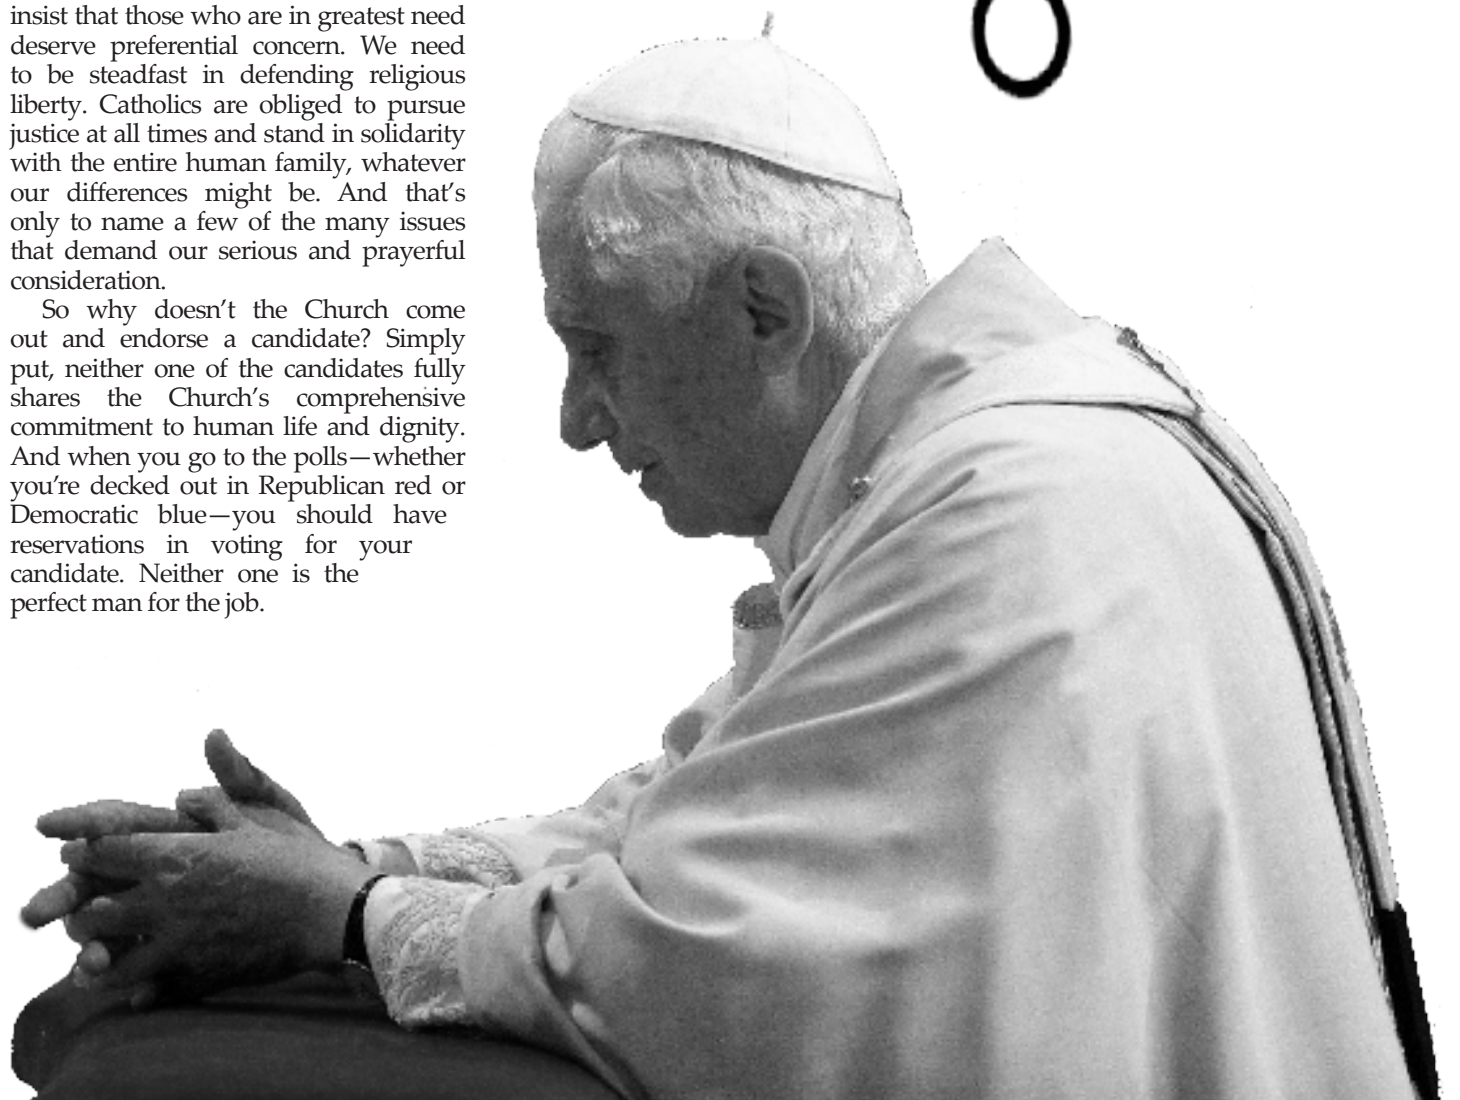 insist that those who are in greatest need
deserve preferential concern. We need
to be steadfast in defending religious
liberty. Catholics are obliged to pursue
justice at all times and stand in solidarity
with the entire human family, whatever
our differences might be. And that’s
only to name a few of the many issues
that demand our serious and prayerful
consideration.
So why doesn’t the Church come
out and endorse a candidate? Simply
put, neither one of the candidates fully
shares the Church’s comprehensive
commitment to human life and dignity.
And when you go to the polls—whether
you’re decked out in Republican red or
Democratic blue—you should have
reservations in voting for your
candidate. Neither one is the
perfect man for the job.